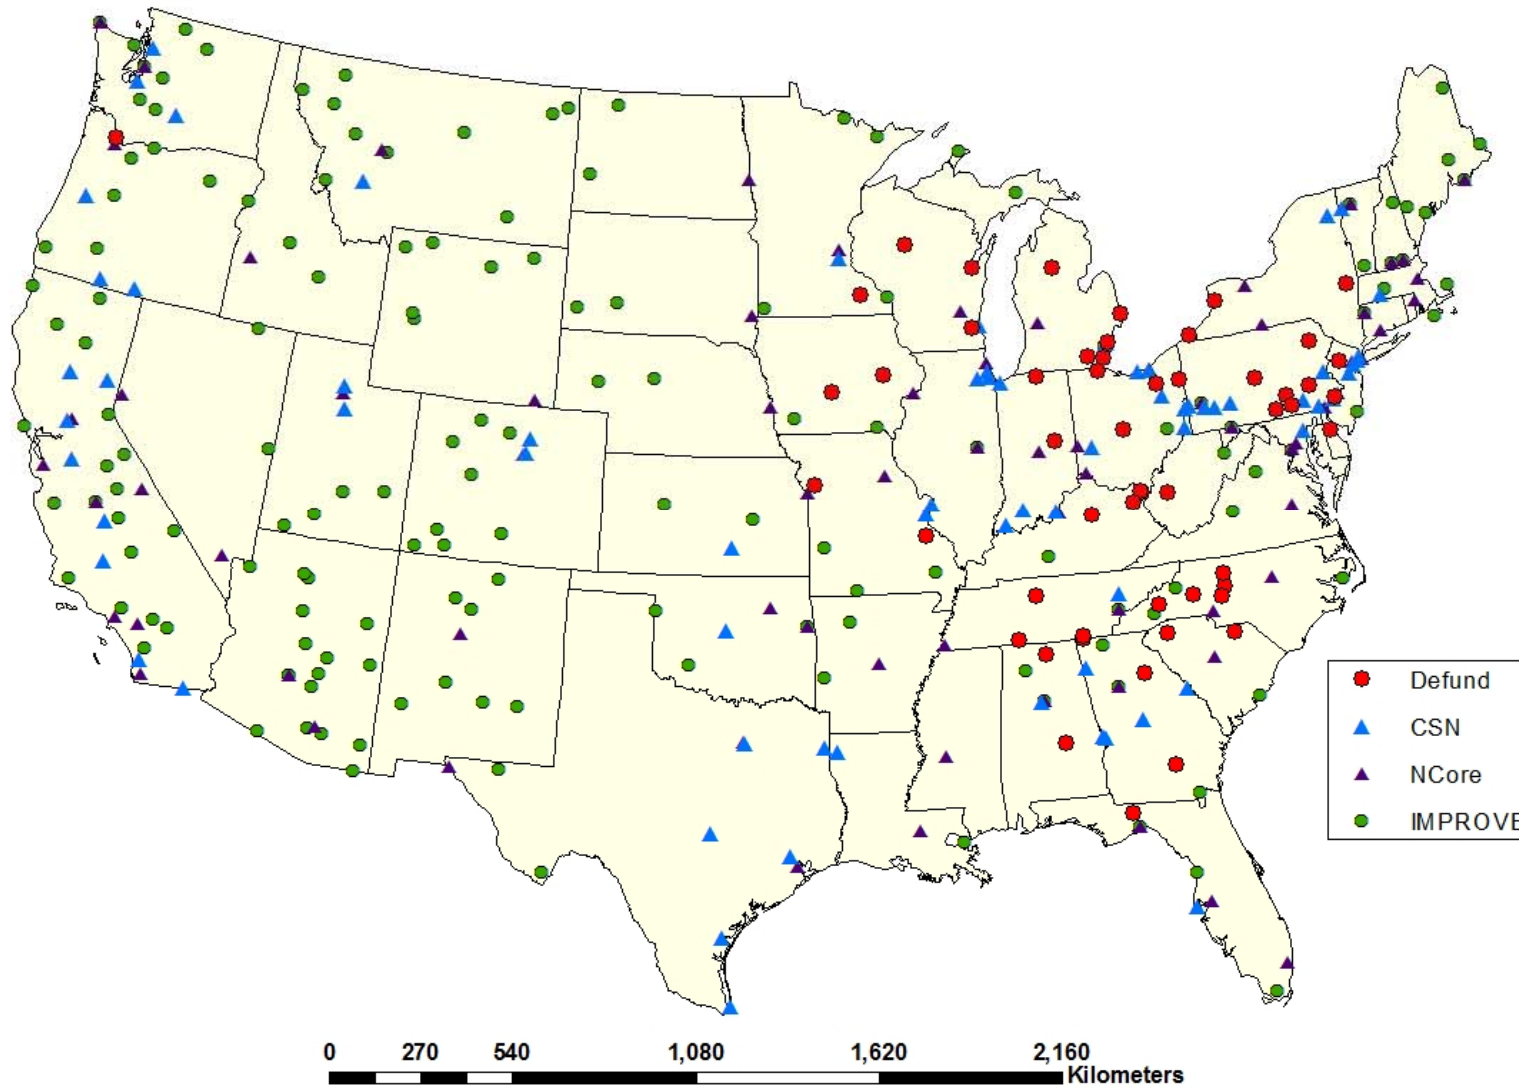 Defund
CSN
NCore
IMPROVE
0 270 540 1,080 1,620 2,160
Kilometers